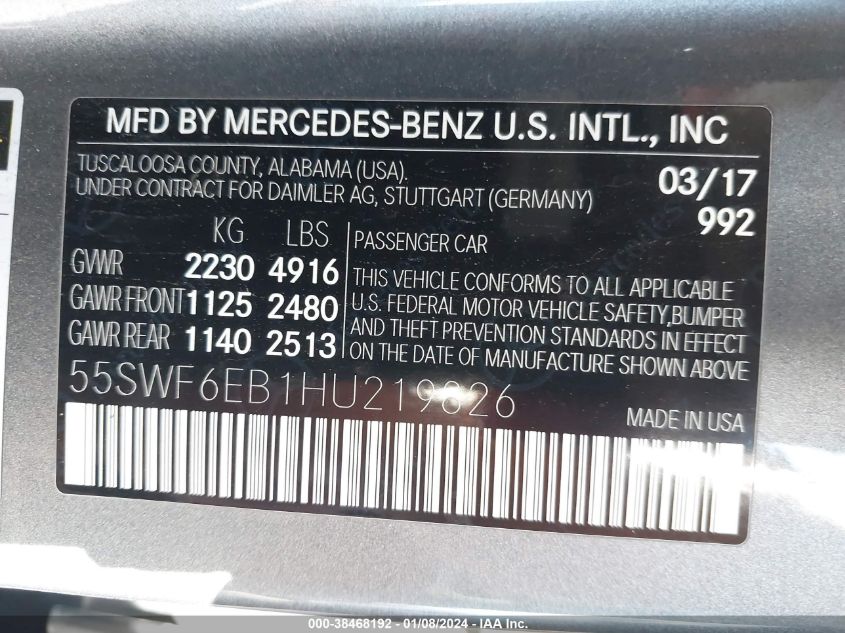 MFD BY MERCEDES-BENZ U.S. INTL., INC
TUSCALOOSA COUNTY, ALABAMA (USA). 03/17
UNDER CONTRACT FOR DAIMLER AG, STUTTGART (GERMANY) 992
KG LBS
GVWR 2230 4916
GAWR FRONT 1125 2480
GAWR REAR 1140 2513
PASSENGER CAR
THIS VEHICLE CONFORMS TO ALL APPLICABLE
U.S. FEDERAL MOTOR VEHICLE SAFETY,BUMPER
AND THEFT PREVENTION STANDARDS IN EFFECT
ON THE DATE OF MANUFACTURE SHOWN ABOVE
55SWF6EB1HU219826
MADE IN USA
000-38468192 - 01/08/2024 - IAA Inc.